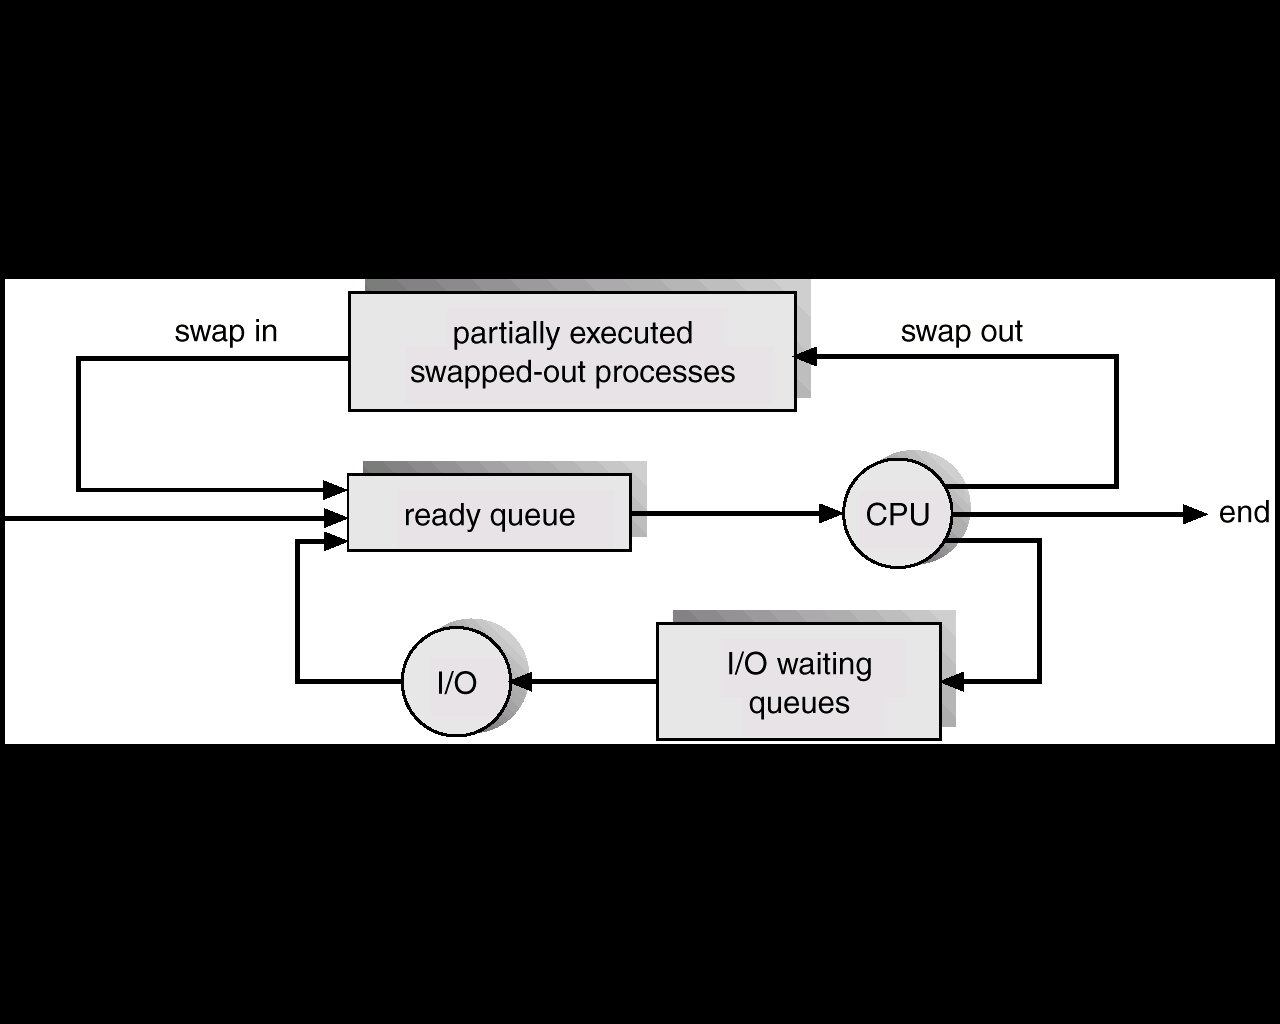 swap in
partially executed
swapped-out processes
swap out
ready queue
CPU
end
I/O
I/O waiting
queues